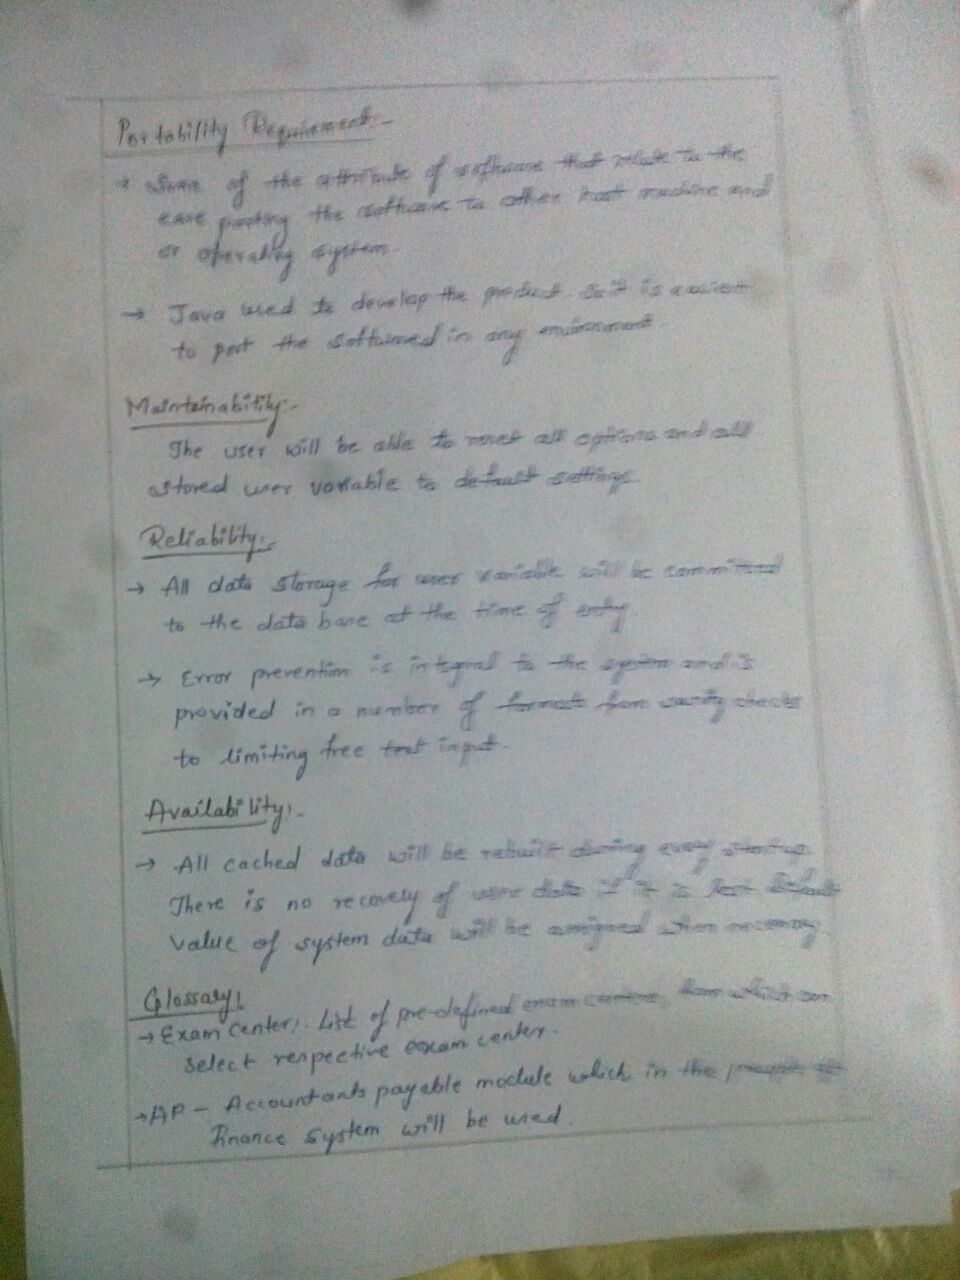 Portability Requirement:-
→ Some of the attribute of software that relate to the
ease porting the software to other host machine and
or operating system.
→ Java used to develop the product. So it is easiest
to port the softwared in any environment.
Maintainability:-
The user will be able to reset all options and all
stored user variable to default settings.
Reliability:-
→ All data storage for user variable will be committed
to the data base at the time of entry.
→ Error prevention is integral to the system and is
provided in a number of formats from sanity checks
to limiting free text input.
Availability:-
→ All cached data will be rebuilt during every startup.
There is no recovely of user data if it is lost Default
value of system data will be assigned when necessary.
Glossary:
→ Exam Center:- List of pre-defined exam centre, from which can
select respective exam center.
→ AP - Accountants payable module which in the
finance system will be used.